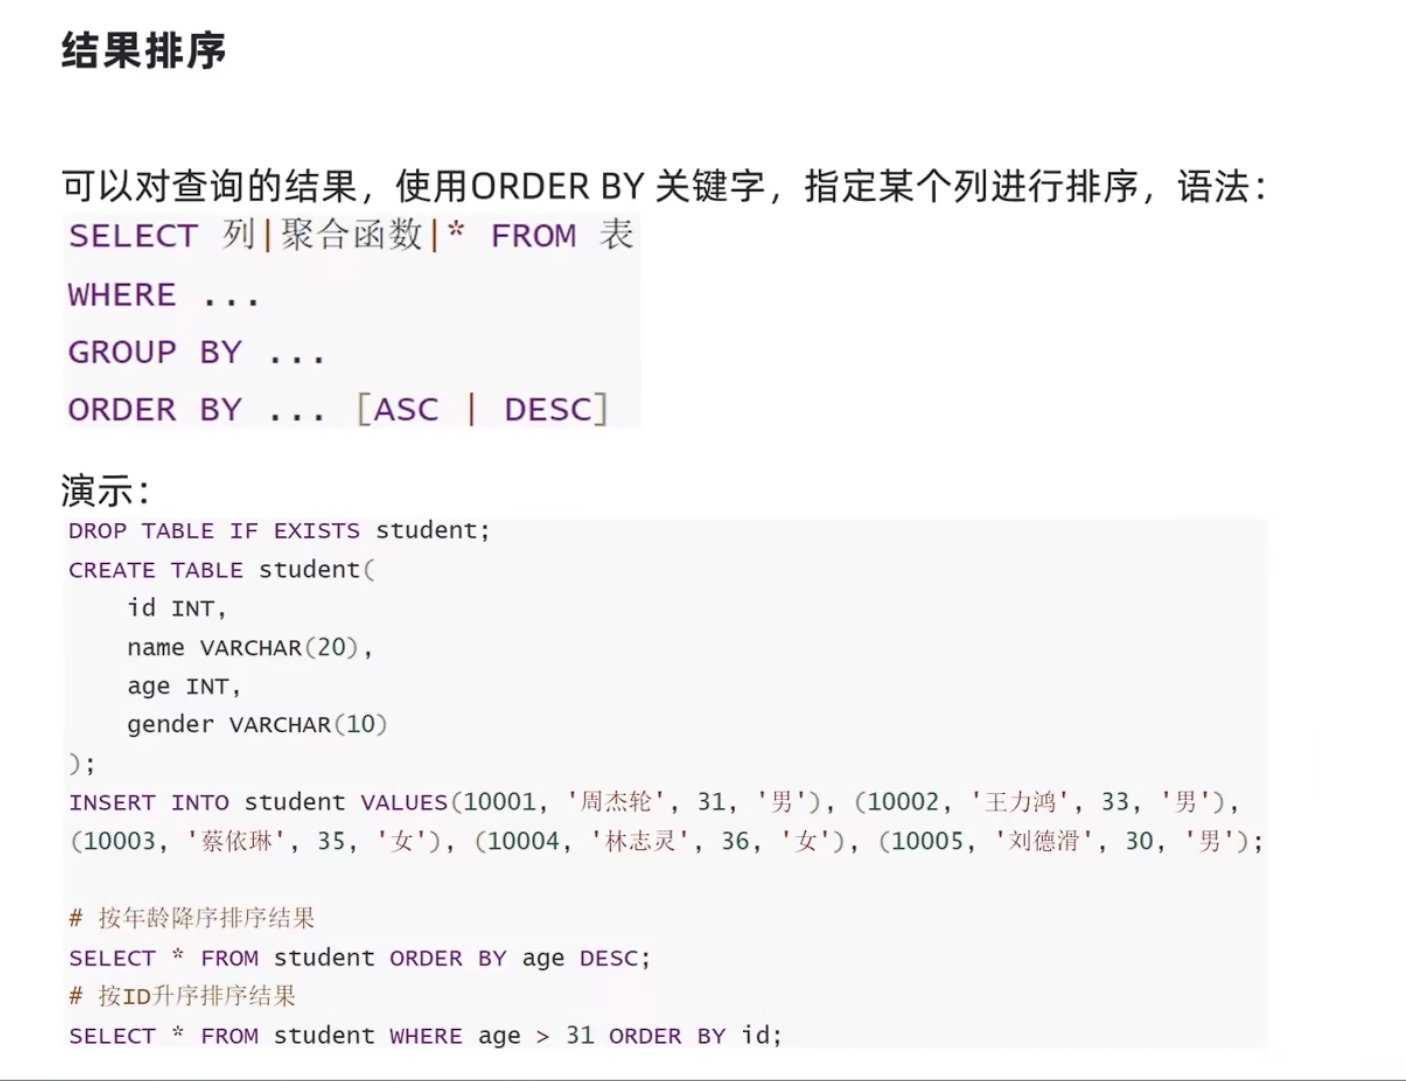 结果排序
可以对查询的结果，使用ORDER BY 关键字，指定某个列进行排序，语法：
SELECT 列|聚合函数|* FROM 表
WHERE ...
GROUP BY ...
ORDER BY ... [ASC | DESC]
演示：
DROP TABLE IF EXISTS student;
CREATE TABLE student(
    id INT,
    name VARCHAR(20),
    age INT,
    gender VARCHAR(10)
);
INSERT INTO student VALUES(10001, '周杰轮', 31, '男'), (10002, '王力鸿', 33, '男'),
(10003, '蔡依琳', 35, '女'), (10004, '林志灵', 36, '女'), (10005, '刘德滑', 30, '男');
# 按年龄降序排序结果
SELECT * FROM student ORDER BY age DESC;
# 按ID升序排序结果
SELECT * FROM student WHERE age > 31 ORDER BY id;